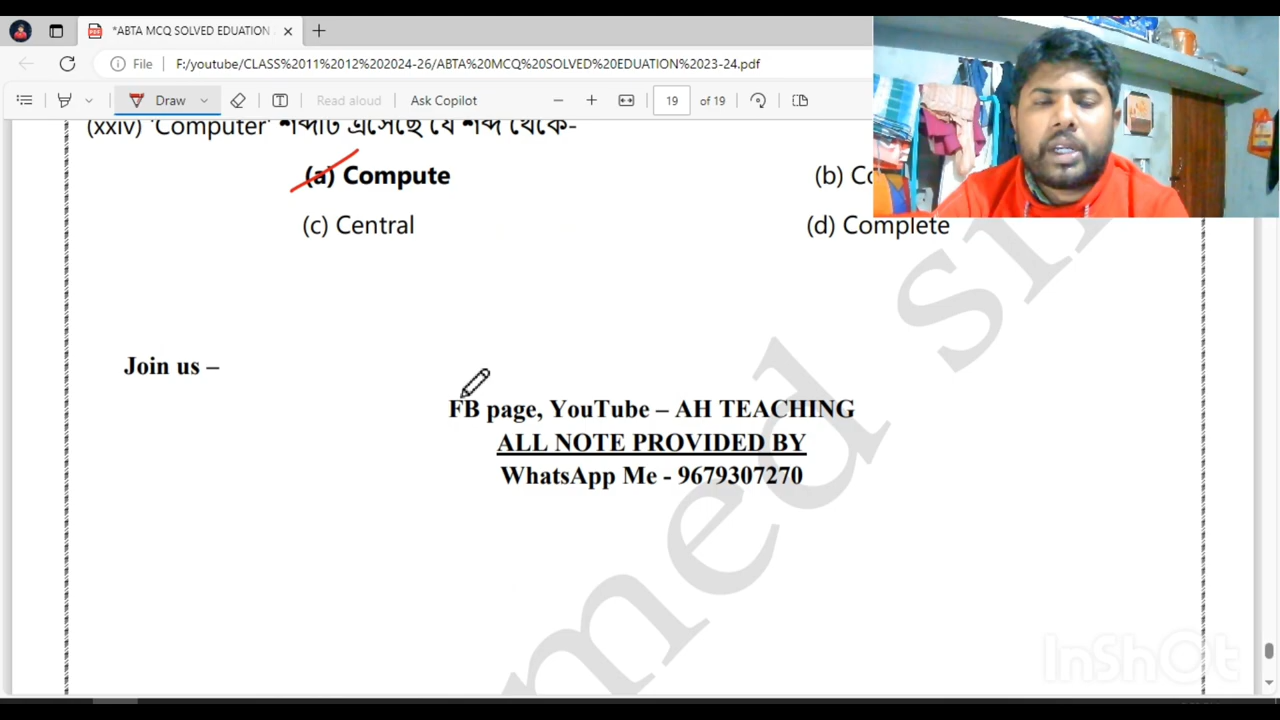 *ABTA MCQ SOLVED EDUATION
File F:/youtube/CLASS%2011%2012%202024-26/ABTA%20MCQ%20SOLVED%20EDUATION%2023-24.pdf
Draw Read aloud Ask Copilot 19 of 19
(xxiv) 'Computer' শব্দটি এসেছে যে শব্দ থেকে-
(a) Compute (b)
(c) Central (d) Complete
Join us –
FB page, YouTube – AH TEACHING
ALL NOTE PROVIDED BY
WhatsApp Me - 9679307270
InShOt